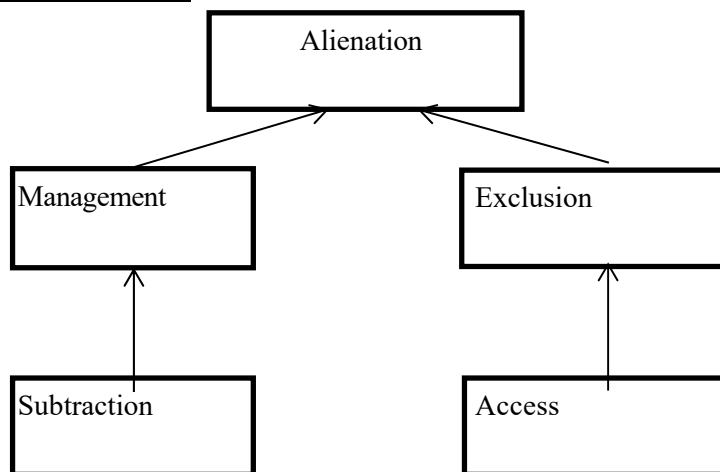 Alienation
Management
Exclusion
Subtraction
Access